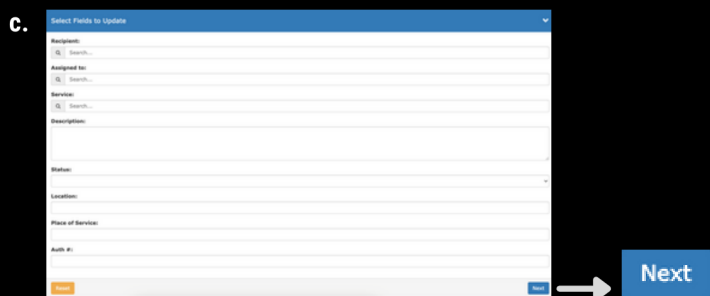 c.
Select Fields to Update
Recipient:
Search...
Assigned to:
Search...
Service:
Search...
Description:
Status:
Location:
Place of Service:
Auth #:
Reset
Next
Next